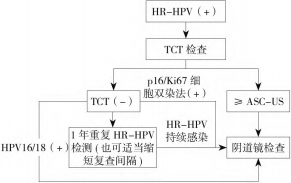 HR-HPV（+）
TCT 检查
p16/Ki67 细
胞双染法（+）
TCT（-）
≥ ASC-US
1 年重复 HR-HPV
检测（也可适当缩
短复查间隔）
HR-HPV
持续感染
HPV16/18（+）
阴道镜检查